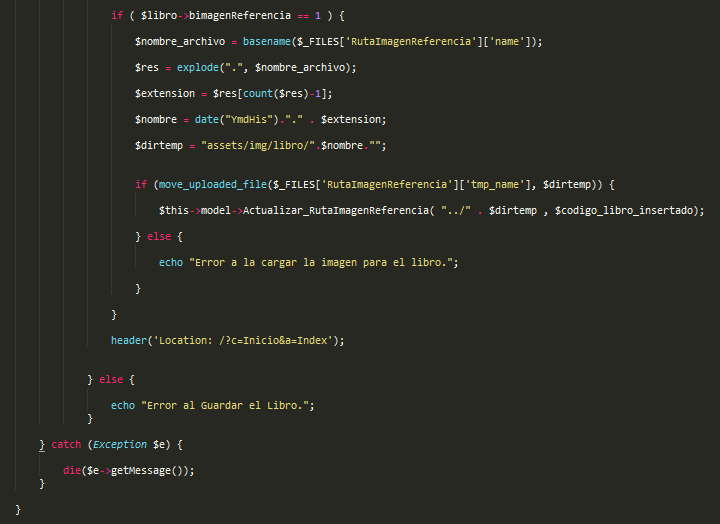 if ( $libro->bimagenReferencia == 1 ) {
$nombre_archivo = basename($_FILES['RutaImagenReferencia']['name']);
$res = explode(".", $nombre_archivo);
$extension = $res[count($res)-1];
$nombre = date("YmdHis")."." . $extension;
$dirtemp = "assets/img/libro/".$nombre."";
if (move_uploaded_file($_FILES['RutaImagenReferencia']['tmp_name'], $dirtemp)) {
$this->model->Actualizar_RutaImagenReferencia( "../" . $dirtemp , $codigo_libro_insertado);
} else {
echo "Error a la cargar la imagen para el libro.";
}
}
header('Location: /?c=Inicio&a=Index');
} else {
echo "Error al Guardar el Libro.";
}
} catch (Exception $e) {
die($e->getMessage());
}
}